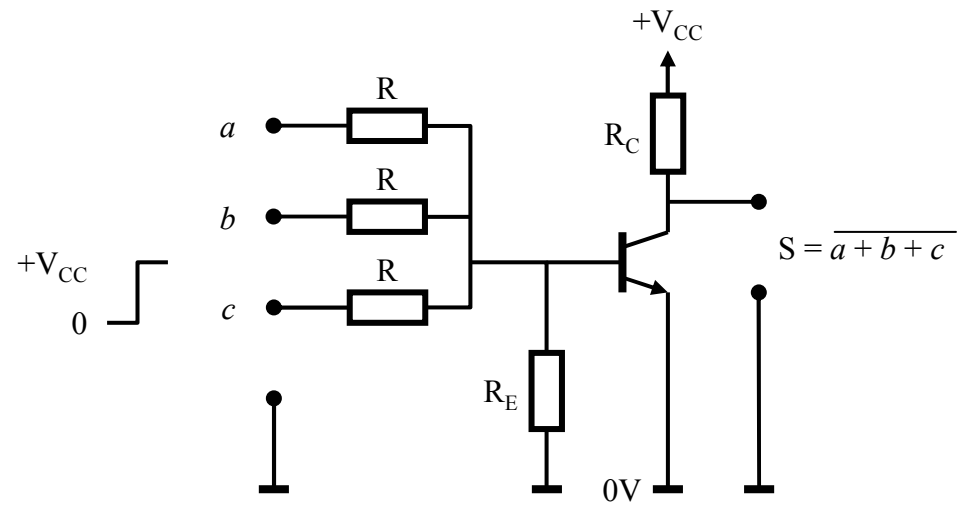 +V_CC
R
a
R_C
R
b
S = \overline{a + b + c}
+V_CC
R
c
0
R_E
0V